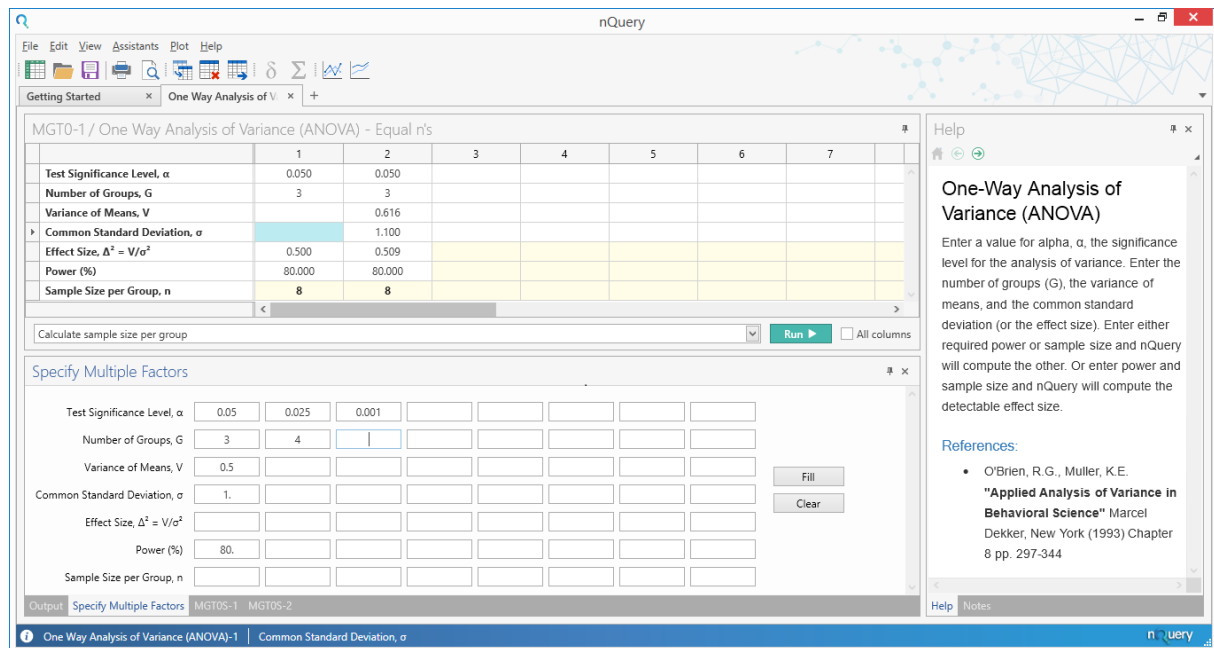 nQuery
File Edit View Assistants Plot Help
δ Σ
Getting Started × One Way Analysis of V × +
MGT0-1 / One Way Analysis of Variance (ANOVA) - Equal n's
1 2 3 4 5 6 7
Test Significance Level, α 0.050 0.050
Number of Groups, G 3 3
Variance of Means, V 0.616
Common Standard Deviation, σ 1.100
Effect Size, Δ² = V/σ² 0.500 0.509
Power (%) 80.000 80.000
Sample Size per Group, n 8 8
Calculate sample size per group Run All columns
Specify Multiple Factors
Test Significance Level, α 0.05 0.025 0.001
Number of Groups, G 3 4
Variance of Means, V 0.5
Common Standard Deviation, σ 1.
Effect Size, Δ² = V/σ²
Power (%) 80.
Sample Size per Group, n
Fill
Clear
Output Specify Multiple Factors MGT0S-1 MGT0S-2
Help
One-Way Analysis of
Variance (ANOVA)
Enter a value for alpha, α, the significance
level for the analysis of variance. Enter the
number of groups (G), the variance of
means, and the common standard
deviation (or the effect size). Enter either
required power or sample size and nQuery
will compute the other. Or enter power and
sample size and nQuery will compute the
detectable effect size.
References:
• O'Brien, R.G., Muller, K.E.
"Applied Analysis of Variance in
Behavioral Science" Marcel
Dekker, New York (1993) Chapter
8 pp. 297-344
Help Notes
One Way Analysis of Variance (ANOVA)-1 Common Standard Deviation, σ
nQuery